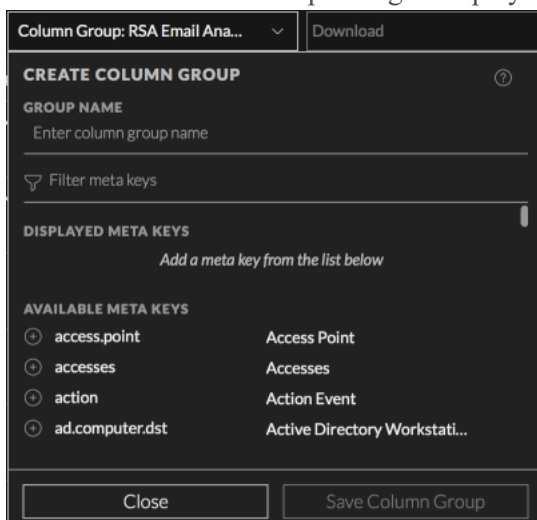 Column Group: RSA Email Ana... Download
CREATE COLUMN GROUP
GROUP NAME
Enter column group name
Filter meta keys
DISPLAYED META KEYS
Add a meta key from the list below
AVAILABLE META KEYS
access.point Access Point
accesses Accesses
action Action Event
ad.computer.dst Active Directory Workstati...
Close Save Column Group